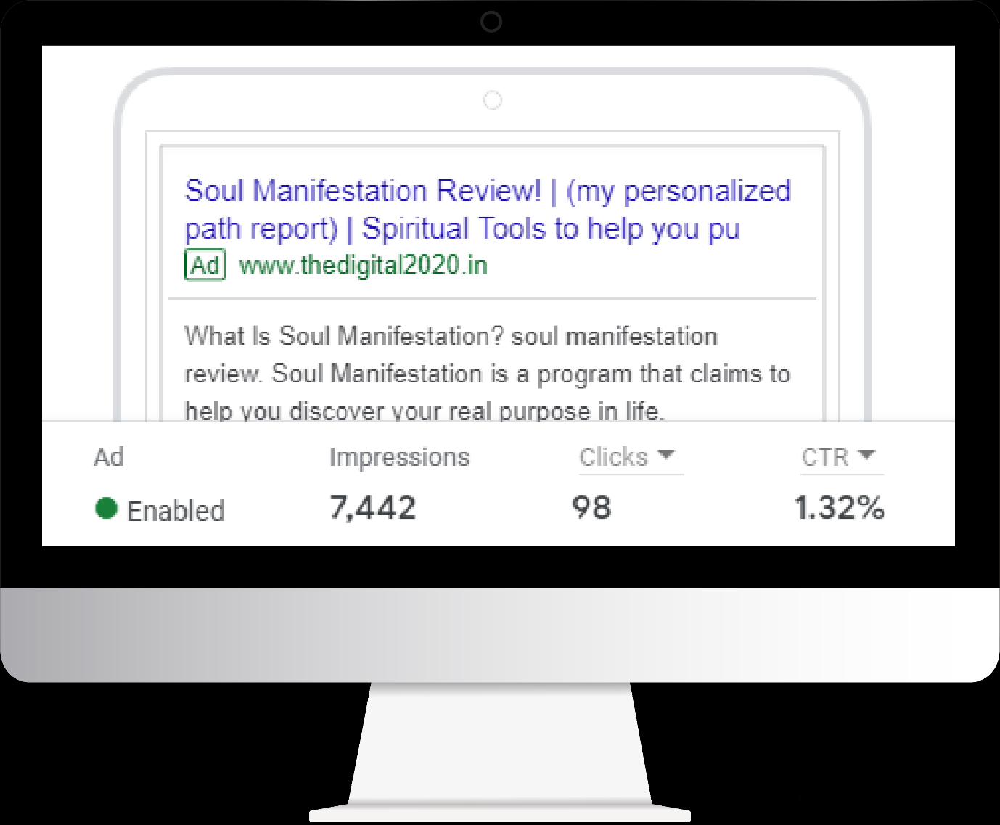 Soul Manifestation Review! | (my personalized
path report) | Spiritual Tools to help you pu
Ad www.thedigital2020.in
What Is Soul Manifestation? soul manifestation
review. Soul Manifestation is a program that claims to
help you discover your real purpose in life.
Ad Impressions Clicks CTR
Enabled 7,442 98 1.32%